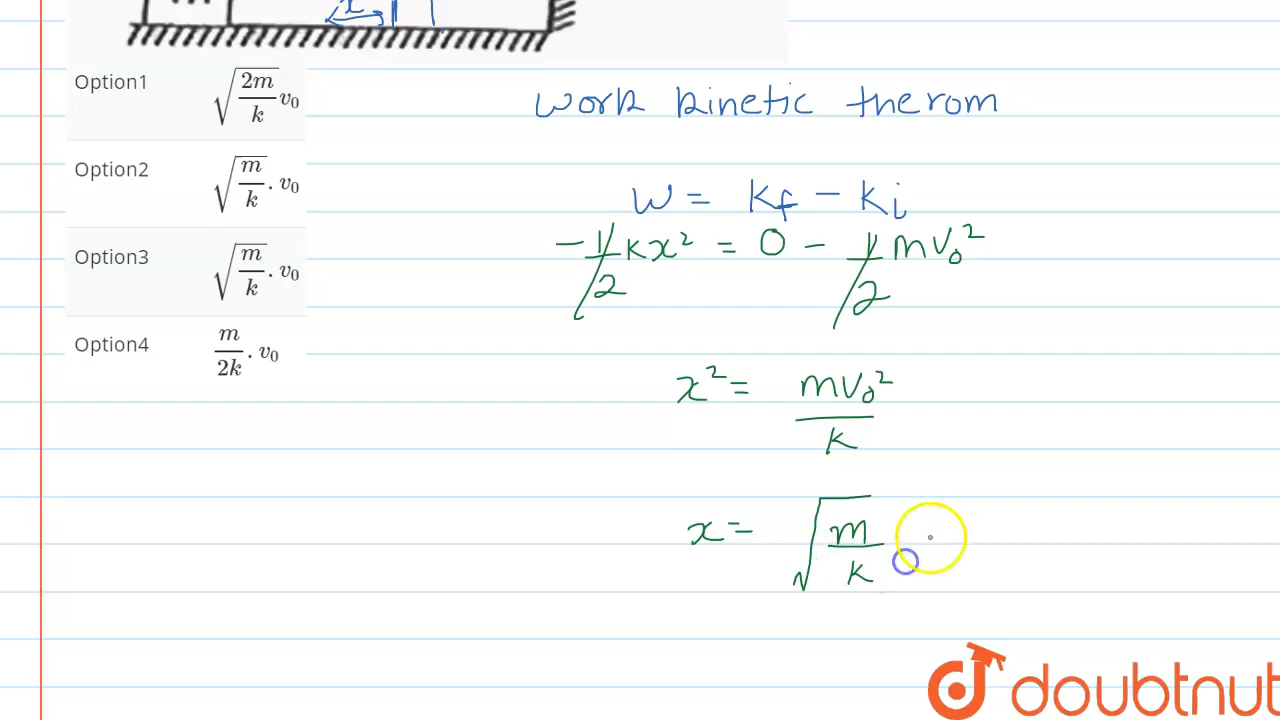 x
Option1 √(2m/k) v₀
work kinetic therom
Option2 √(m/k) . v₀
w = kf - ki
-1/2 kx² = 0 - 1/2 mv₀²
Option3 √(m/k) . v₀
Option4 m/2k . v₀
x² = mv₀²/k
x = √(m/k)
doubtnut